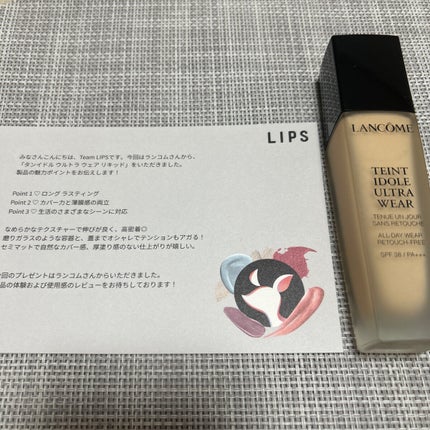 LIPS
みなさんこんにちは、Team LIPSです。今回はランコムさんから、
「タンイドル ウルトラ ウェア リキッド」をいただきました。
製品の魅力ポイントをお伝えします！
Point 1 ♡ ロング ラスティング
Point 2 ♡ カバー力と薄膜感の両立
Point 3 ♡ 生活のさまざまなシーンに対応
なめらかなテクスチャーで伸びが良く、高密着◎
磨りガラスのような容器と、蓋までオシャレでテンションもアガる！
セミマットで自然なカバー感、厚塗り感のない仕上がりが嬉しい。
今回のプレゼントはランコムさんからいただきました。
品の体験および使用感のレビューをお待ちしております！
LANCÔME
TEINT
IDOLE
ULTRA
WEAR
TENUE UN JOUR
SANS RETOUCHE
ALL DAY WEAR
RETOUCH-FREE
SPF 38 / PA+++